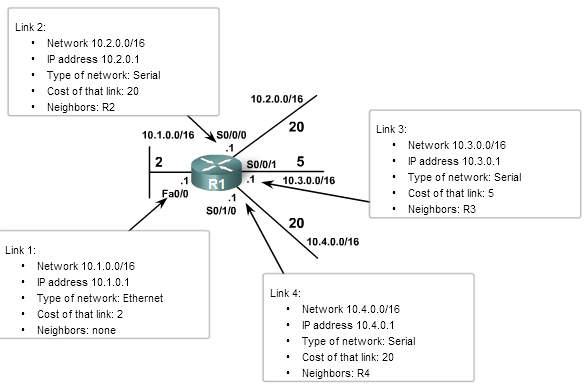 Link 2:
• Network 10.2.0.0/16
• IP address 10.2.0.1
• Type of network: Serial
• Cost of that link: 20
• Neighbors: R2
10.2.0.0/16
20
10.1.0.0/16
S0/0/0
.1
2
S0/0/1
5
.1
R1
.1
10.3.0.0/16
Fa0/0
.1
S0/1/0
20
10.4.0.0/16
Link 3:
• Network 10.3.0.0/16
• IP address 10.3.0.1
• Type of network: Serial
• Cost of that link: 5
• Neighbors: R3
Link 1:
• Network 10.1.0.0/16
• IP address 10.1.0.1
• Type of network: Ethernet
• Cost of that link: 2
• Neighbors: none
Link 4:
• Network 10.4.0.0/16
• IP address 10.4.0.1
• Type of network: Serial
• Cost of that link: 20
• Neighbors: R4